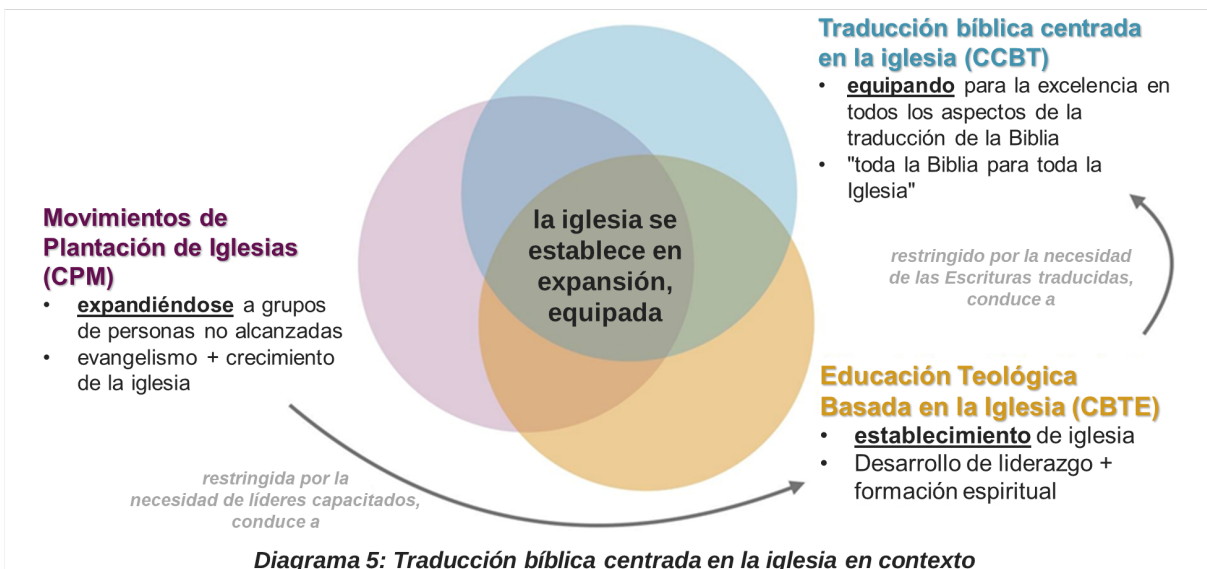 Traducción bíblica centrada
en la iglesia (CCBT)
• equipando para la excelencia en
todos los aspectos de la
traducción de la Biblia
• "toda la Biblia para toda la
Iglesia"
Movimientos de
Plantación de Iglesias
(CPM)
• expandiéndose a grupos
de personas no alcanzadas
• evangelismo + crecimiento
de la iglesia
la iglesia se
establece en
expansión,
equipada
restringido por la necesidad
de las Escrituras traducidas,
conduce a
Educación Teológica
Basada en la Iglesia (CBTE)
• establecimiento de iglesia
• Desarrollo de liderazgo +
formación espiritual
restringida por la
necesidad de líderes capacitados,
conduce a
Diagrama 5: Traducción bíblica centrada en la iglesia en contexto